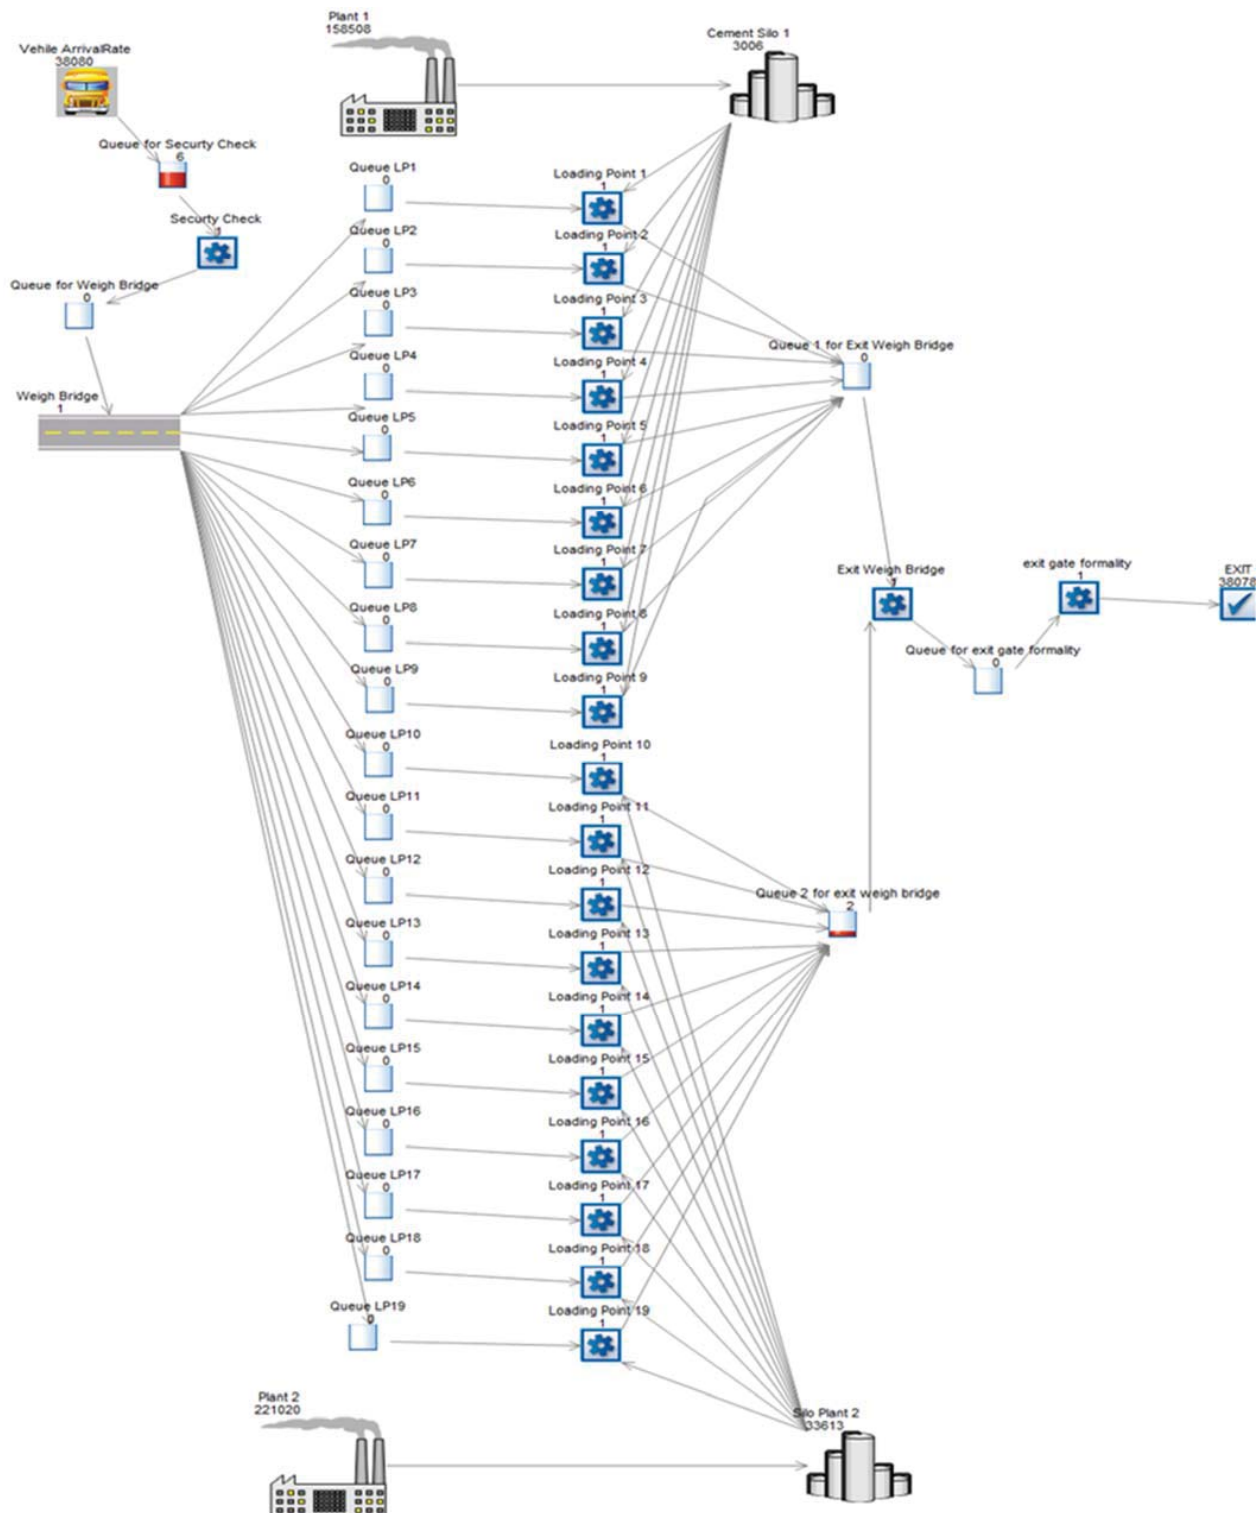 Plant 1
158508
Cement Silo 1
3006
Vehile ArrivalRate
38080
Queue for Securty Check
6
Securty Check
1
Queue for Weigh Bridge
0
Weigh Bridge
1
Queue LP1
0
Loading Point 1
1
Queue LP2
0
Loading Point 2
1
Queue LP3
0
Loading Point 3
1
Queue LP4
0
Loading Point 4
1
Queue LP5
0
Loading Point 5
1
Queue LP6
0
Loading Point 6
1
Queue LP7
0
Loading Point 7
1
Queue LP8
0
Loading Point 8
1
Queue LP9
0
Loading Point 9
1
Queue LP10
0
Loading Point 10
1
Queue LP11
0
Loading Point 11
1
Queue LP12
0
Loading Point 12
1
Queue LP13
0
Loading Point 13
1
Queue LP14
0
Loading Point 14
1
Queue LP15
0
Loading Point 15
1
Queue LP16
0
Loading Point 16
1
Queue LP17
0
Loading Point 17
1
Queue LP18
0
Loading Point 18
1
Queue LP19
0
Loading Point 19
1
Queue 1 for Exit Weigh Bridge
0
Exit Weigh Bridge
1
exit gate formality
1
EXIT
38078
Queue for exit gate formality
0
Queue 2 for exit weigh bridge
2
Plant 2
221020
Silo Plant 2
33613